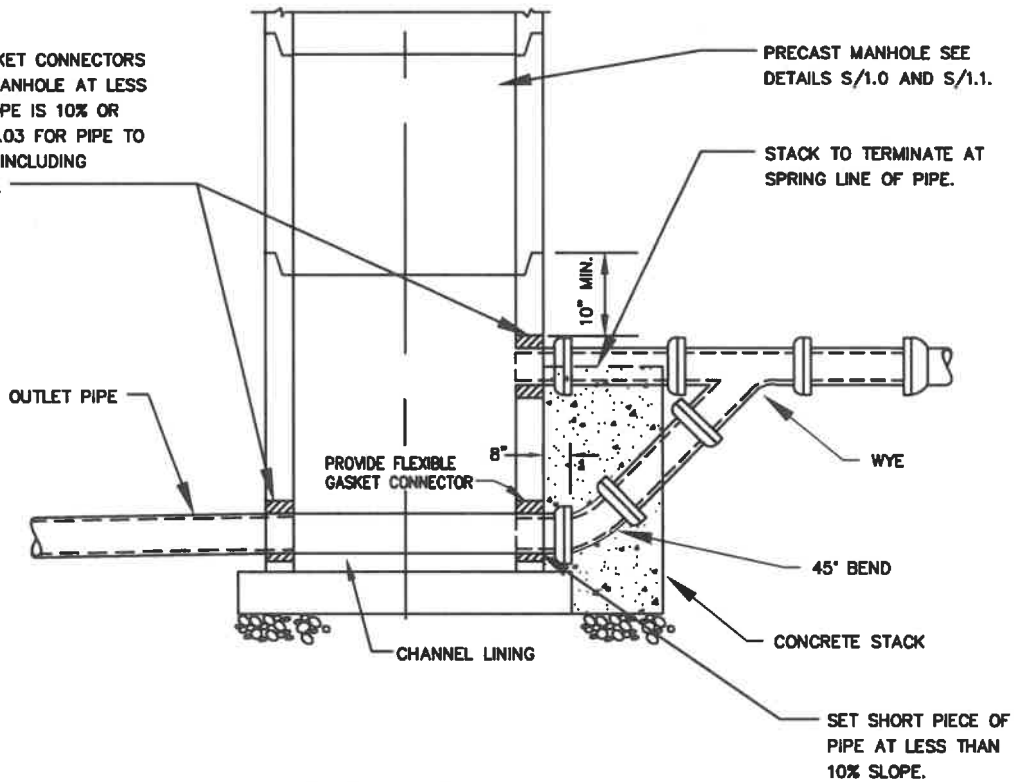 KET CONNECTORS
ANHOLE AT LESS
PE IS 10% OR
.03 FOR PIPE TO
INCLUDING
PRECAST MANHOLE SEE
DETAILS S/1.0 AND S/1.1.
STACK TO TERMINATE AT
SPRING LINE OF PIPE.
10" MIN.
OUTLET PIPE
8"
PROVIDE FLEXIBLE
GASKET CONNECTOR
WYE
45° BEND
CONCRETE STACK
CHANNEL LINING
SET SHORT PIECE OF
PIPE AT LESS THAN
10% SLOPE.